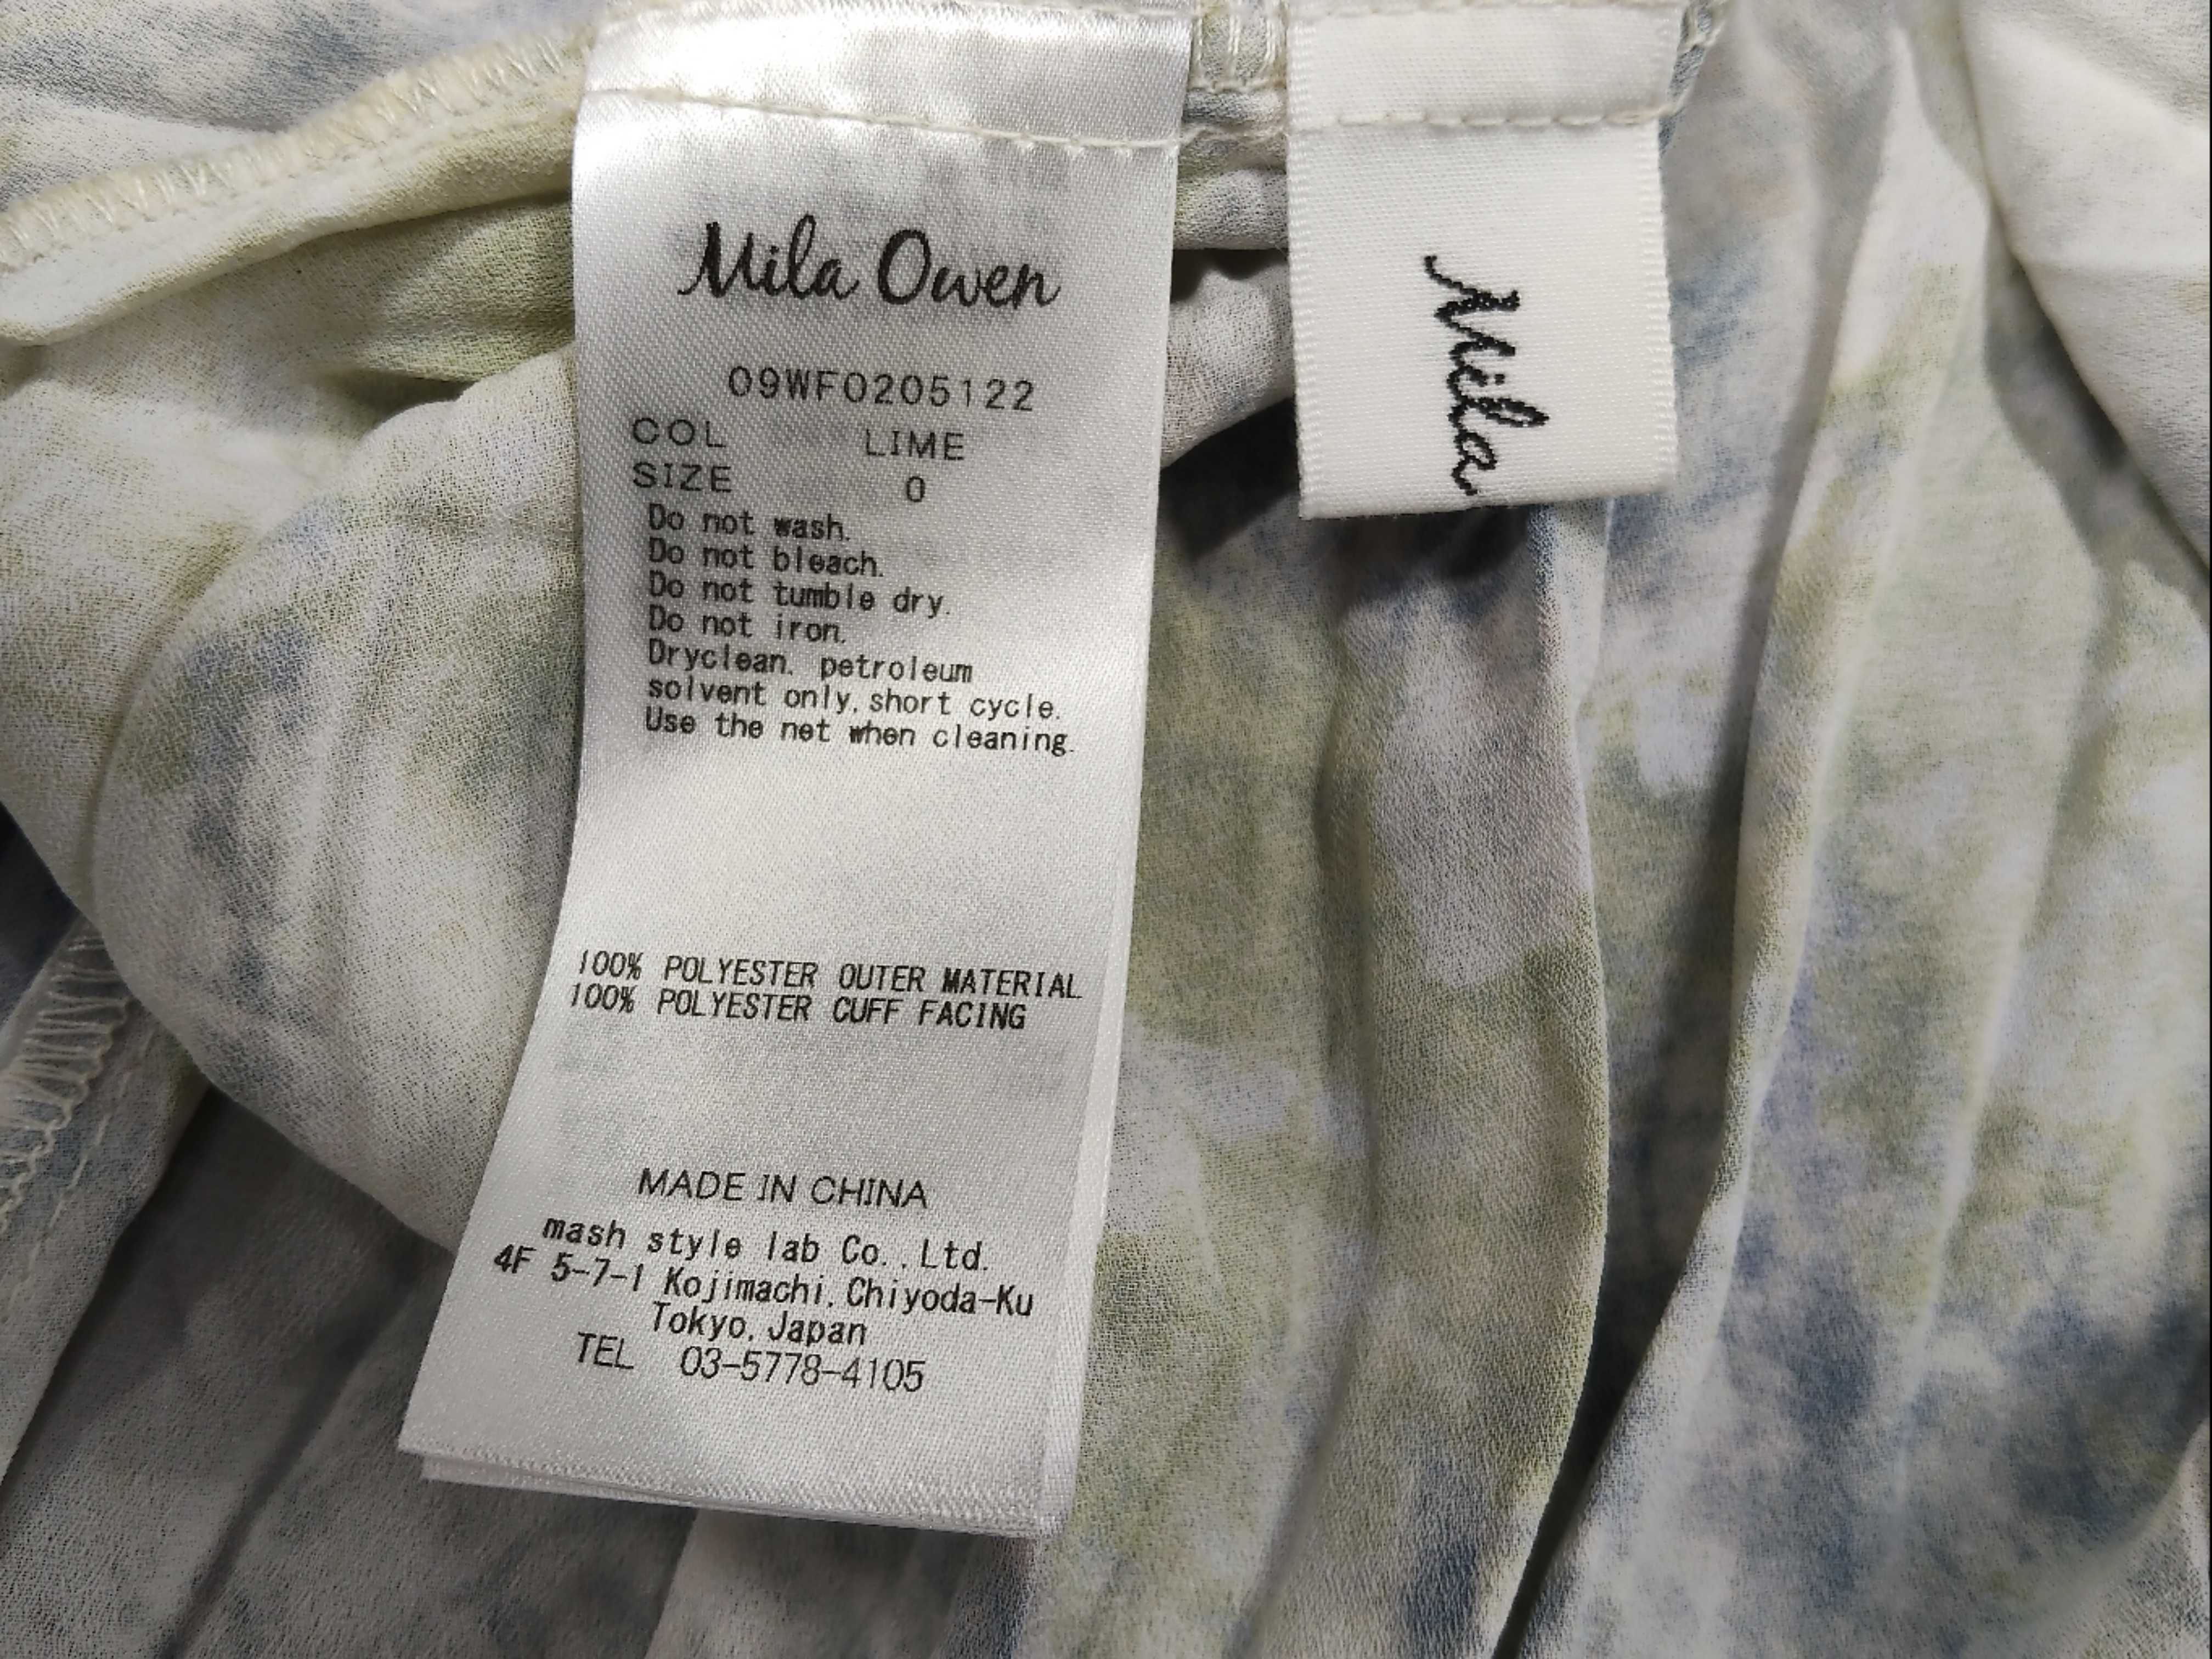 Mila Owen
09WF0205122
COL LIME
SIZE 0
Do not wash.
Do not bleach.
Do not tumble dry.
Do not iron.
Dryclean. petroleum
solvent only, short cycle.
Use the net when cleaning.
100% POLYESTER OUTER MATERIAL
100% POLYESTER CUFF FACING
MADE IN CHINA
mash style lab Co., Ltd.
4F 5-7-1 Kojimachi, Chiyoda-Ku
Tokyo, Japan
TEL 03-5778-4105
Mila